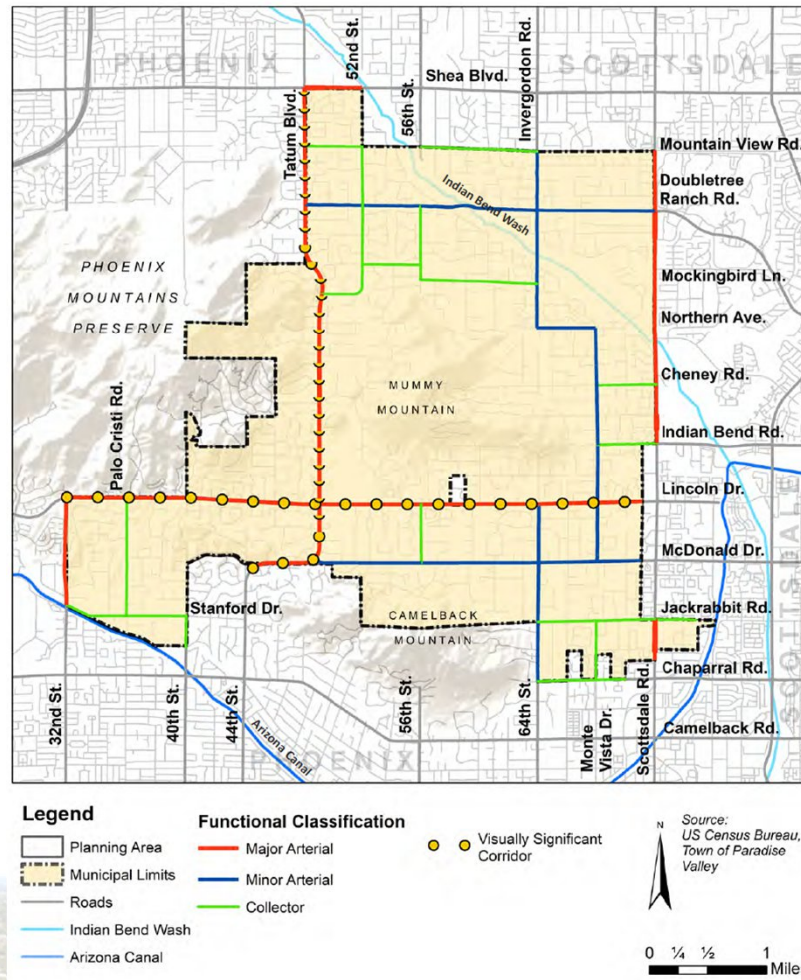 PHOENIX
SCOTTSDALE
52nd St.
Shea Blvd.
56th St.
Invergordon Rd.
Tatum Blvd.
Mountain View Rd.
Doubletree
Ranch Rd.
Indian Bend Wash
PHOENIX
MOUNTAINS
PRESERVE
Mockingbird Ln.
Northern Ave.
MUMMY
MOUNTAIN
Cheney Rd.
Palo Cristi Rd.
Indian Bend Rd.
Lincoln Dr.
McDonald Dr.
Stanford Dr.
CAMELBACK
MOUNTAIN
Jackrabbit Rd.
Chaparral Rd.
32nd St.
40th St.
44th St.
56th St.
64th St.
Monte
Vista Dr.
Scottsdale Rd.
Camelback Rd.
SCOTTSDALE
Arizona Canal
PHOENIX
Legend
Planning Area
Municipal Limits
Roads
Indian Bend Wash
Arizona Canal
Functional Classification
Major Arterial
Minor Arterial
Collector
Visually Significant
Corridor
N
Source:
US Census Bureau,
Town of Paradise
Valley
0 ¼ ½ 1
Mile